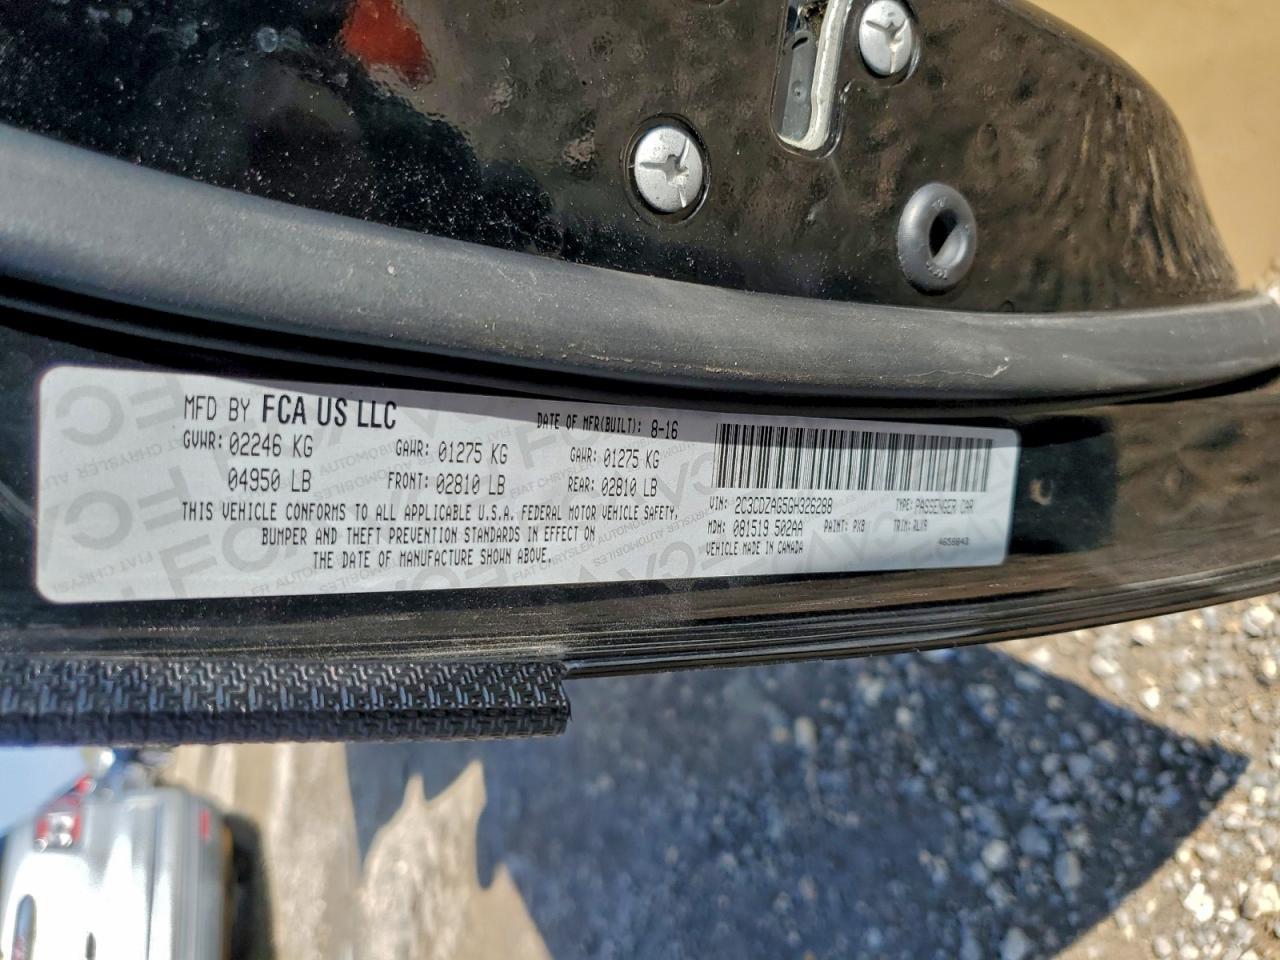 MFD BY FCA US LLC DATE OF MFR(BUILT): 8-16
GVWR: 02246 KG GAWR: 01275 KG GAWR: 01275 KG
04950 LB FRONT: 02810 LB REAR: 02810 LB
THIS VEHICLE CONFORMS TO ALL APPLICABLE U.S.A. FEDERAL MOTOR VEHICLE SAFETY,
BUMPER AND THEFT PREVENTION STANDARDS IN EFFECT ON
THE DATE OF MANUFACTURE SHOWN ABOVE.
VIN: 2C3CDZAG5GH326288 TYPE: PASSENGER CAR
MDH: 081519 502AA PAINT: PX8 TRIM: RLX9
VEHICLE MADE IN CANADA